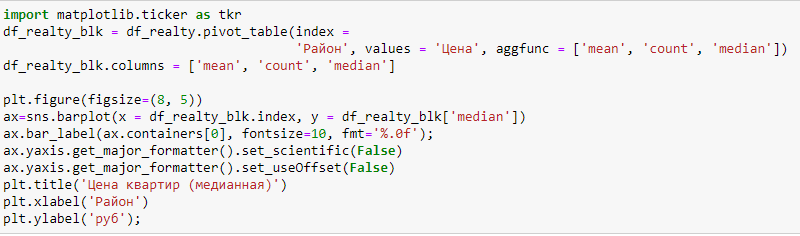 import matplotlib.ticker as tkr
df_realty_blk = df_realty.pivot_table(index =
'Район', values = 'Цена', aggfunc = ['mean', 'count', 'median'])
df_realty_blk.columns = ['mean', 'count', 'median']
plt.figure(figsize=(8, 5))
ax=sns.barplot(x = df_realty_blk.index, y = df_realty_blk['median'])
ax.bar_label(ax.containers[0], fontsize=10, fmt='%.0f');
ax.yaxis.get_major_formatter().set_scientific(False)
ax.yaxis.get_major_formatter().set_useOffset(False)
plt.title('Цена квартир (медианная)')
plt.xlabel('Район')
plt.ylabel('руб');